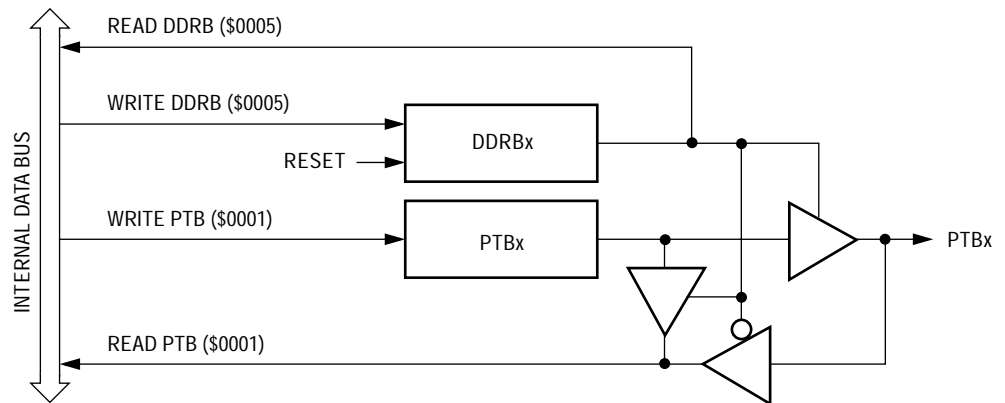 READ DDRB ($0005)
WRITE DDRB ($0005)
DDRBx
RESET
WRITE PTB ($0001)
PTBx
PTBx
READ PTB ($0001)
INTERNAL DATA BUS